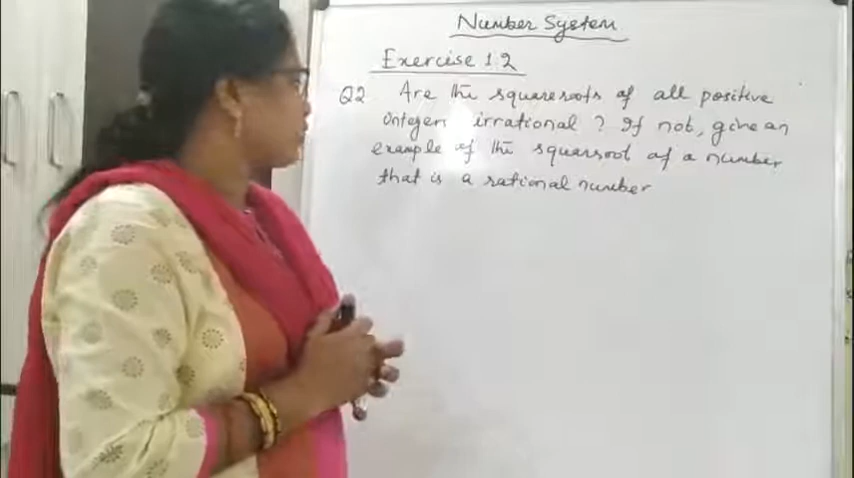 Number System
Exercise 1.2
Q2 Are the squareroots of all positive
integers irrational ? If not, give an
example of the squareroot of a number
that is a rational number